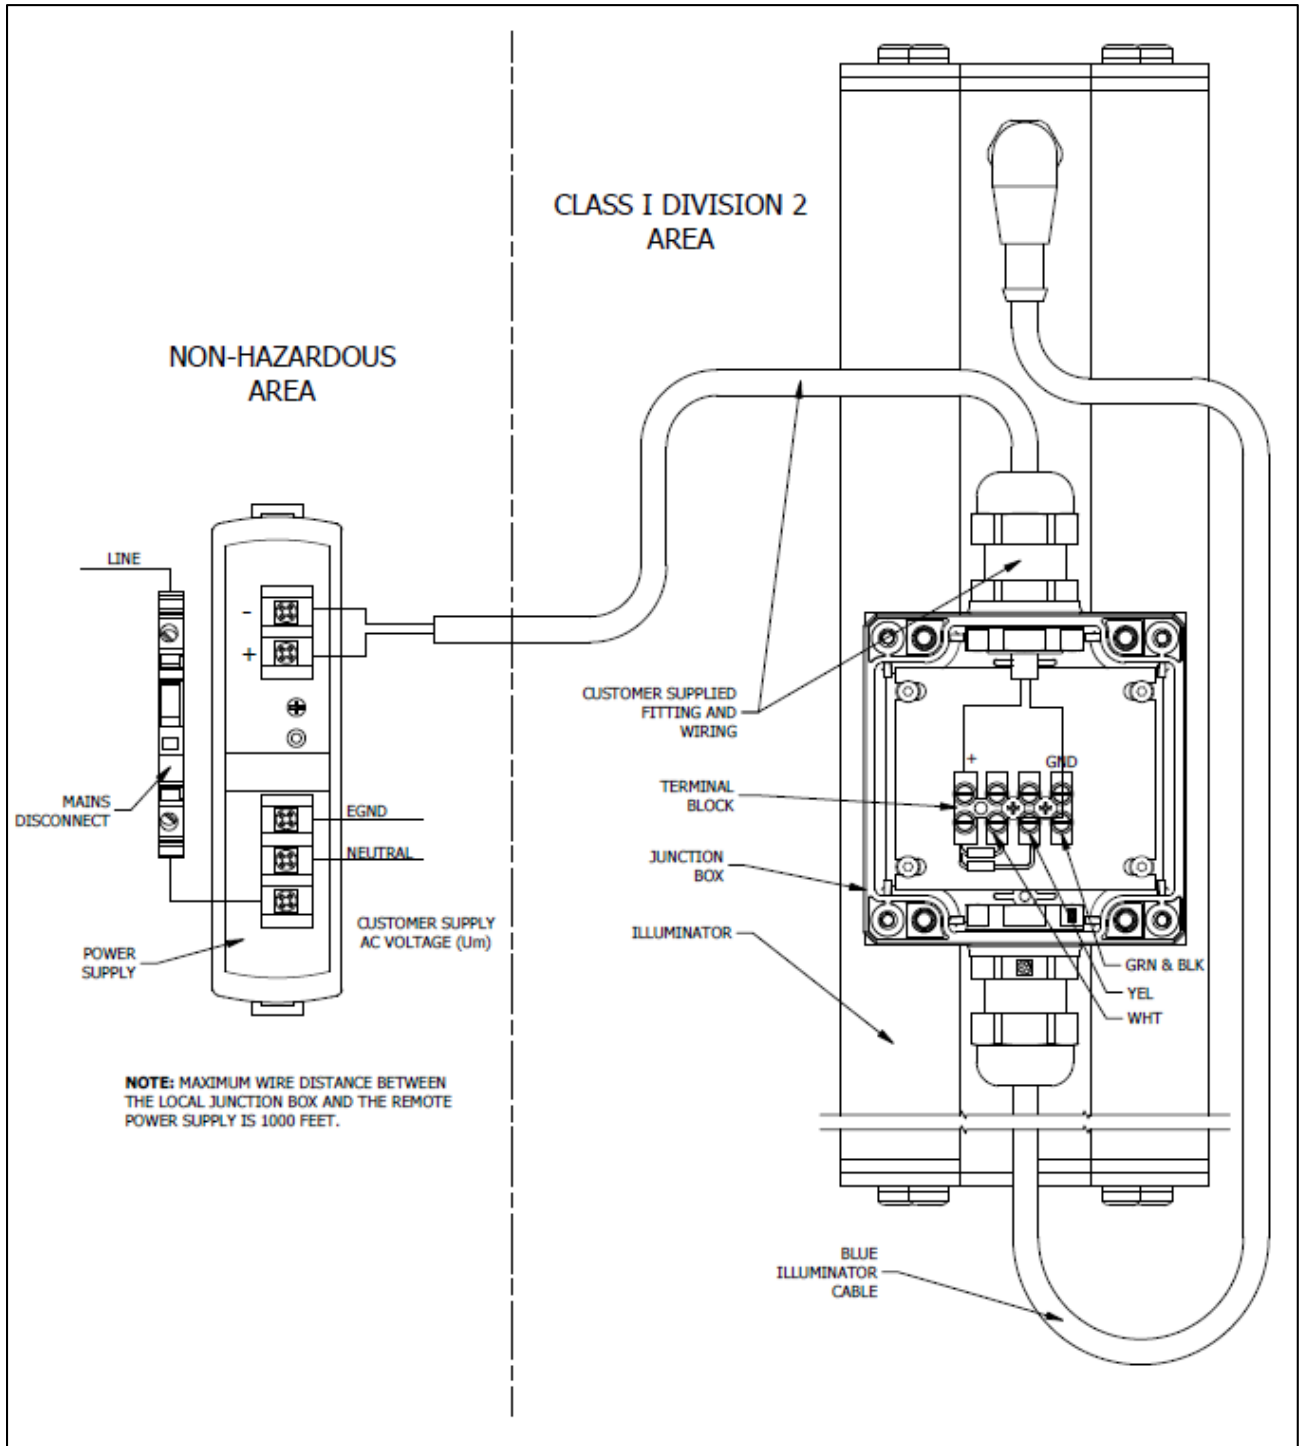 CLASS I DIVISION 2
AREA
NON-HAZARDOUS
AREA
LINE
-
+
MAINS
DISCONNECT
EGND
NEUTRAL
CUSTOMER SUPPLY
AC VOLTAGE (Um)
POWER
SUPPLY
NOTE: MAXIMUM WIRE DISTANCE BETWEEN
THE LOCAL JUNCTION BOX AND THE REMOTE
POWER SUPPLY IS 1000 FEET.
CUSTOMER SUPPLIED
FITTING AND
WIRING
+
GND
TERMINAL
BLOCK
JUNCTION
BOX
ILLUMINATOR
GRN & BLK
YEL
WHT
BLUE
ILLUMINATOR
CABLE